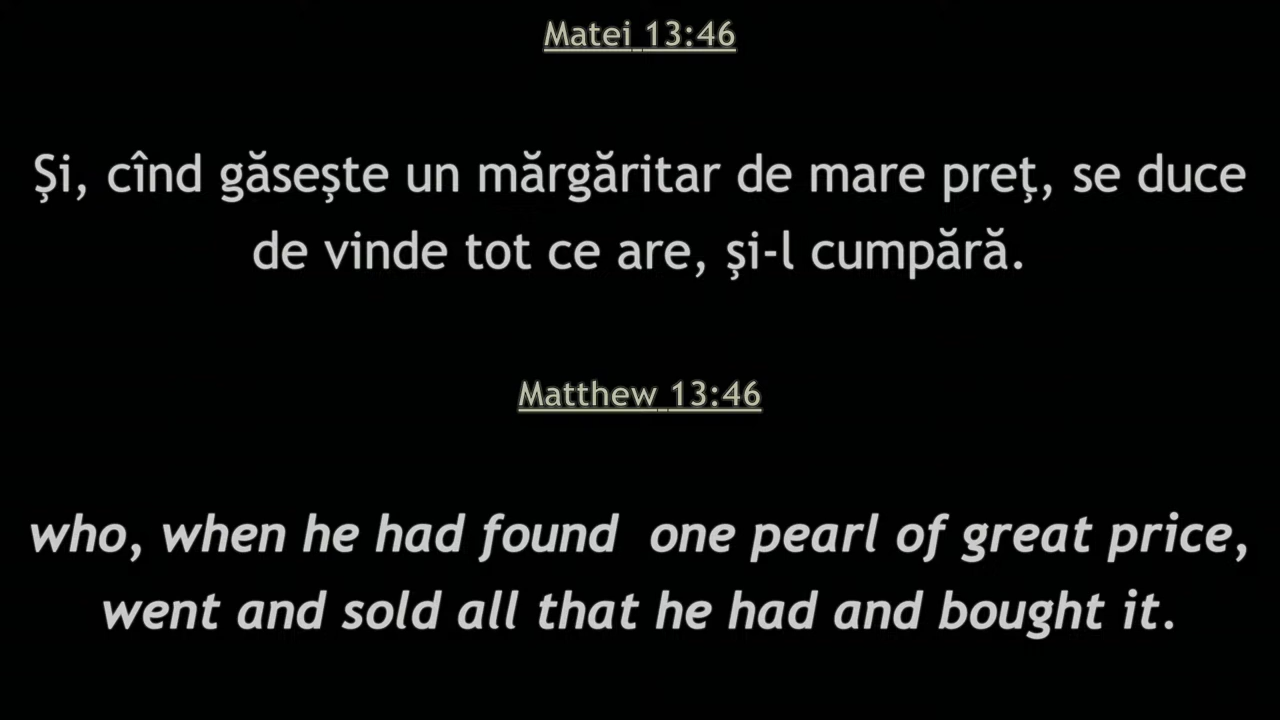 Matei 13:46
Şi, cînd găseşte un mărgăritar de mare preţ, se duce
de vinde tot ce are, şi-l cumpără.
Matthew 13:46
who, when he had found  one pearl of great price,
went and sold all that he had and bought it.